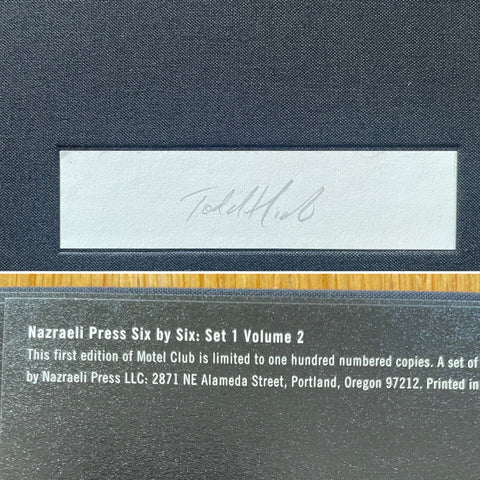 Todd Hido
Nazraeli Press Six by Six: Set 1 Volume 2
This first edition of Motel Club is limited to one hundred numbered copies. A set of
by Nazraeli Press LLC: 2871 NE Alameda Street, Portland, Oregon 97212. Printed in